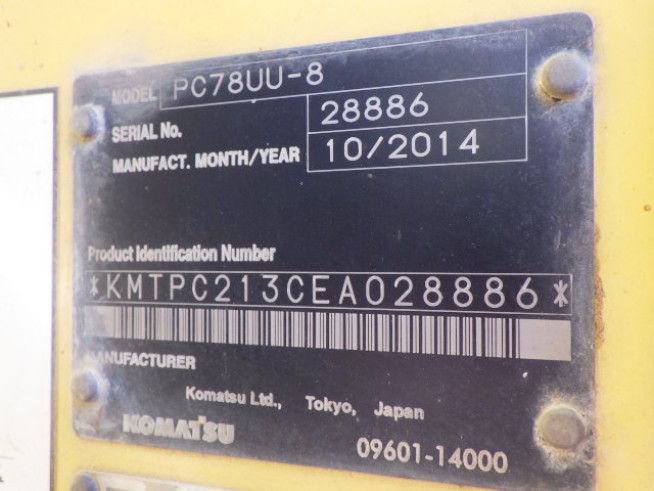 MODEL PC78UU-8
SERIAL No. 28886
MANUFACT. MONTH/YEAR 10/2014
Product Identification Number
*KMTPC213CEA028886*
MANUFACTURER
Komatsu Ltd., Tokyo, Japan
KOMATSU
09601-14000